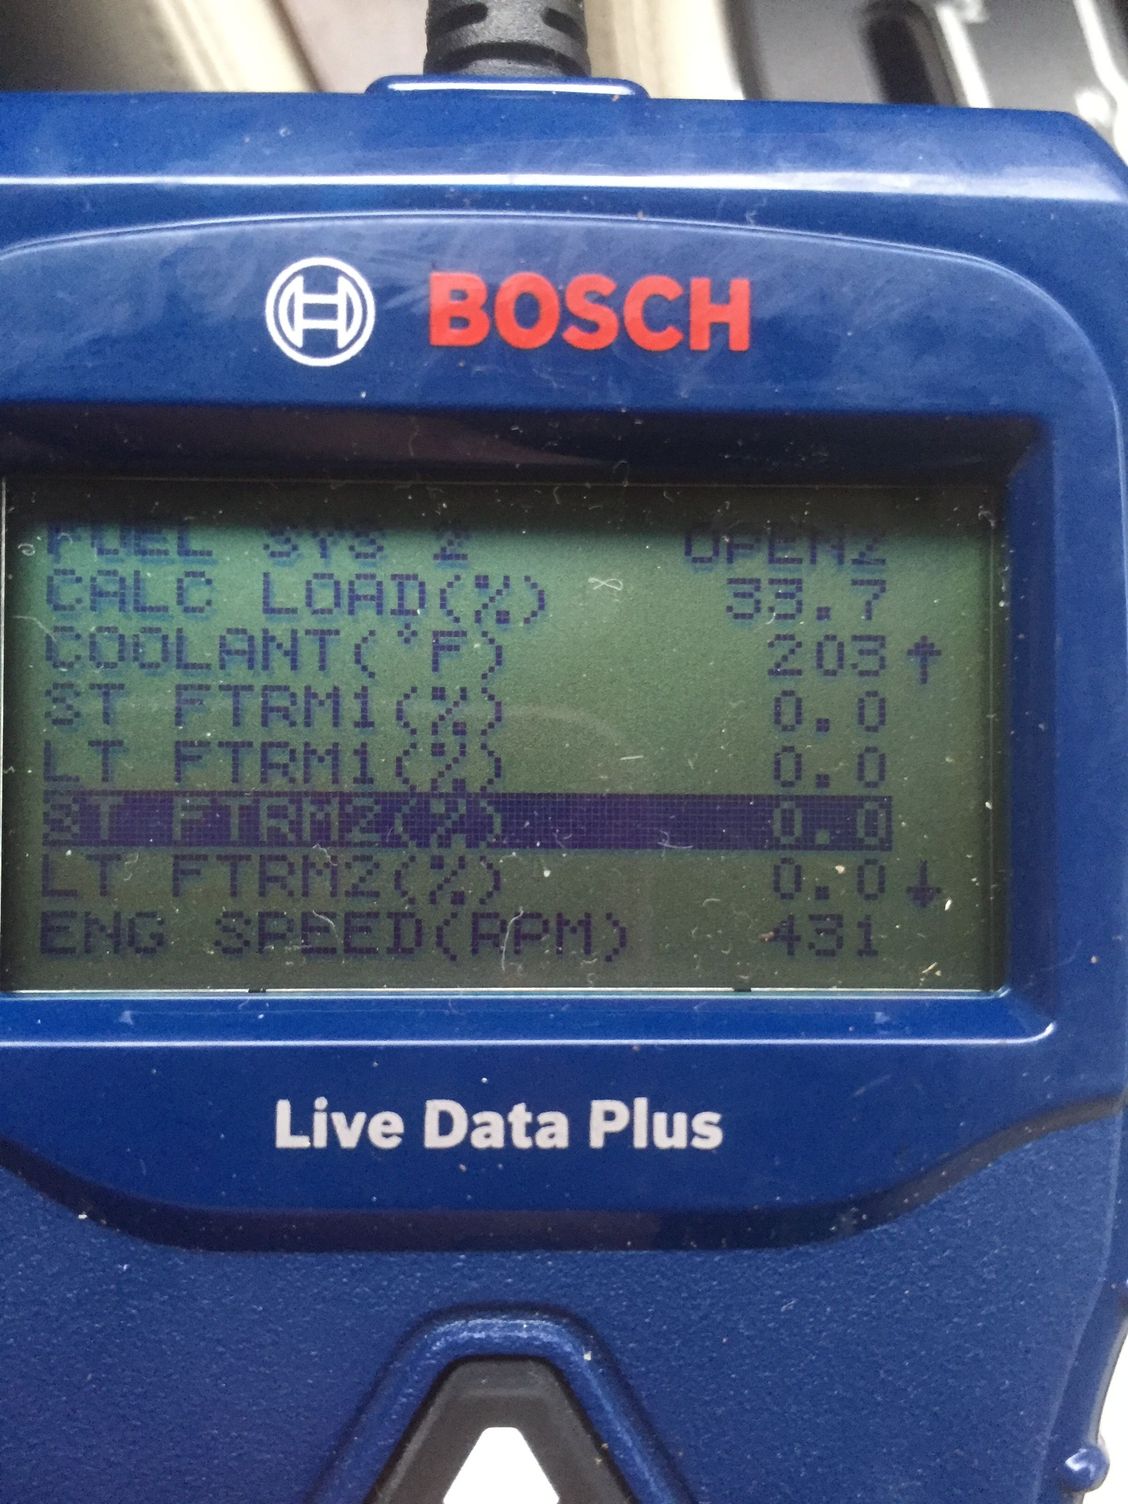 BOSCH
FUEL SYS 2 OPEN2
CALC LOAD(%) 33.7
COOLANT(°F) 203
ST FTRM1(%) 0.0
LT FTRM1(%) 0.0
ST FTRM2(%) 0.0
LT FTRM2(%) 0.0
ENG SPEED(RPM) 431
Live Data Plus